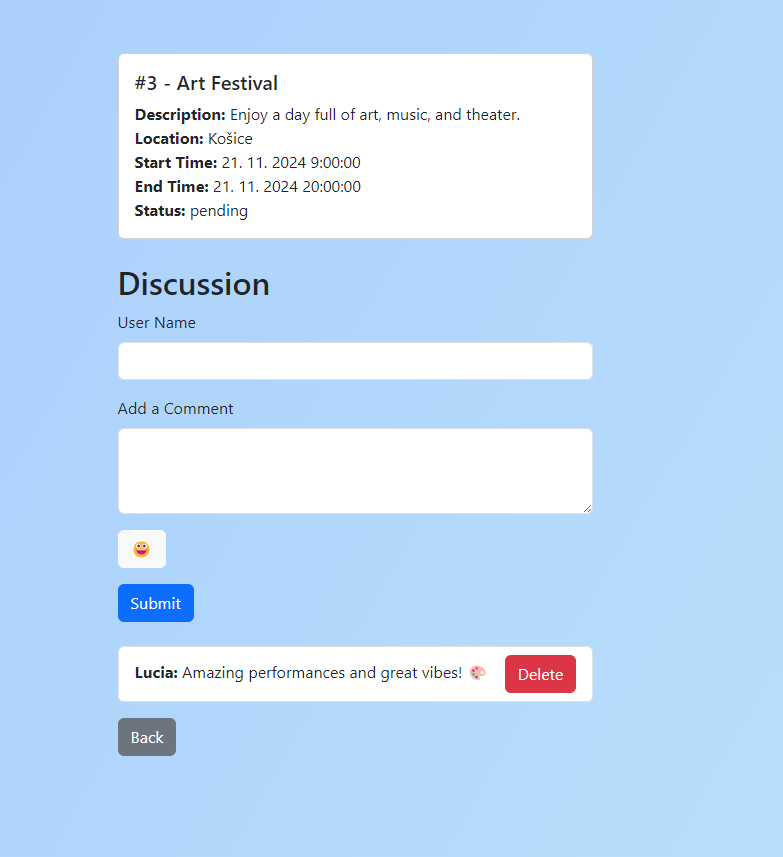 #3 - Art Festival
Description: Enjoy a day full of art, music, and theater.
Location: Košice
Start Time: 21. 11. 2024 9:00:00
End Time: 21. 11. 2024 20:00:00
Status: pending
Discussion
User Name
Add a Comment
😀
Submit
Lucia: Amazing performances and great vibes! 🎨 Delete
Back